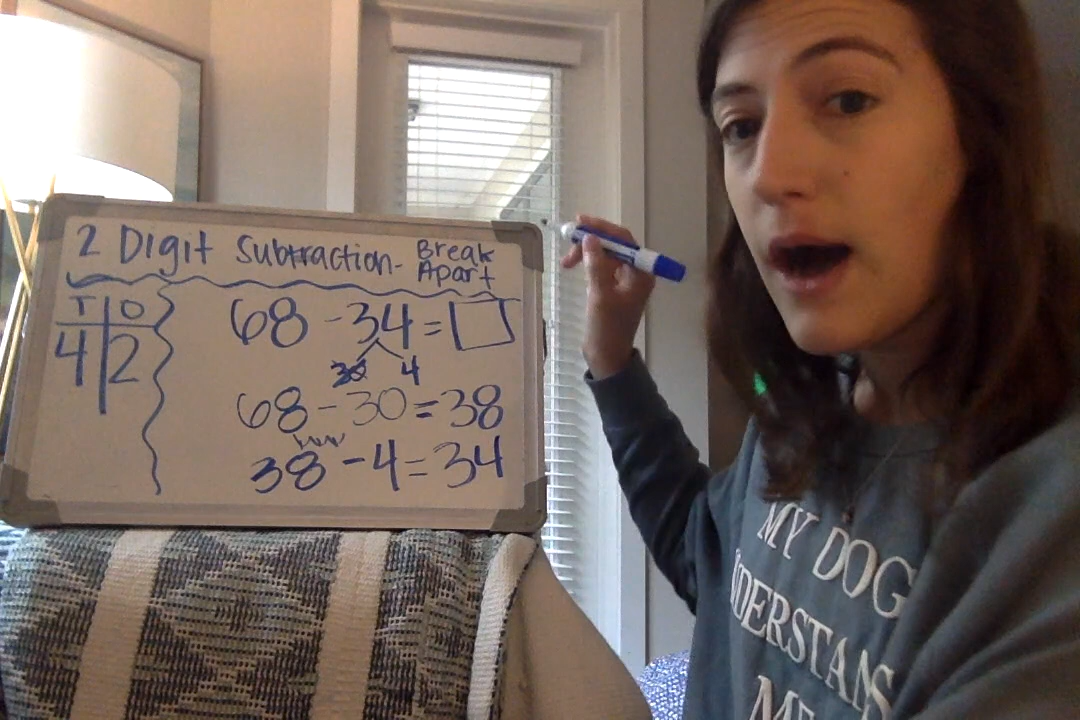 2 Digit Subtraction- Break Apart
T O
4 2
68 - 34 = 
30 4
68 - 30 = 38
38 - 4 = 34
MY DOG
UNDERSTANDS
ME